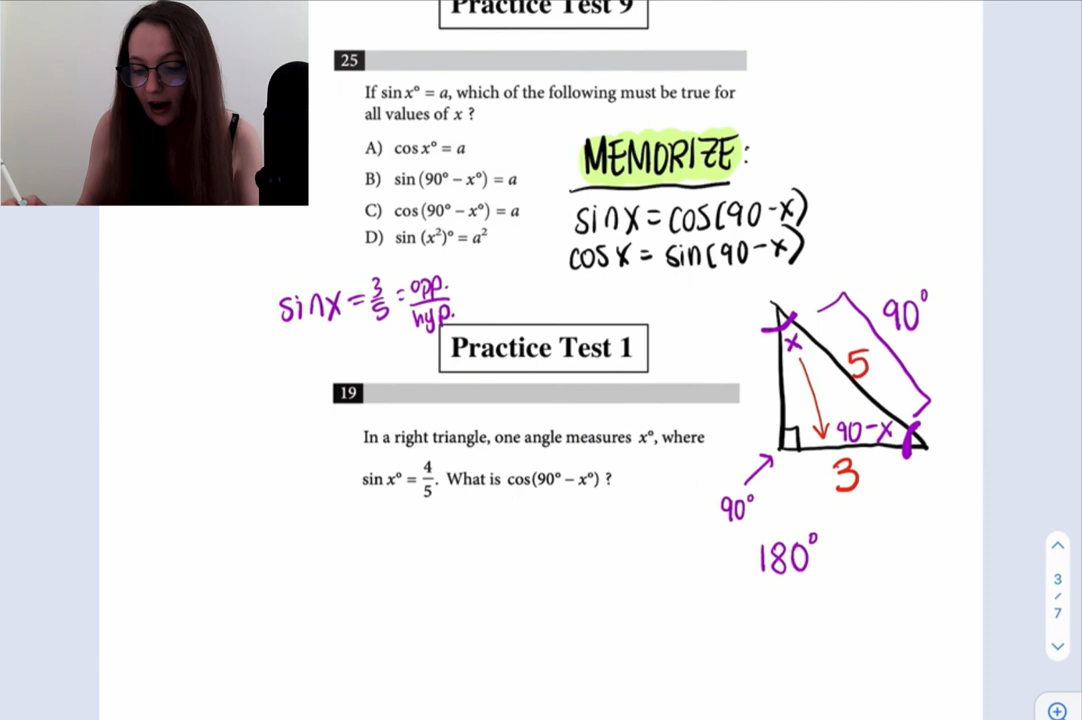 Practice Test 9
25
If sin x° = a, which of the following must be true for
all values of x ?
A) cos x° = a
B) sin (90° − x°) = a
C) cos (90° − x°) = a
D) sin (x²)° = a²
MEMORIZE:
sinx = cos(90-x)
cosx = sin(90-x)
sinx = 3/5 = opp./hyp.
Practice Test 1
19
In a right triangle, one angle measures x°, where
sin x° = 4/5. What is cos(90° − x°) ?
90°
x
5
90-x
3
90°
180°
3
/
7